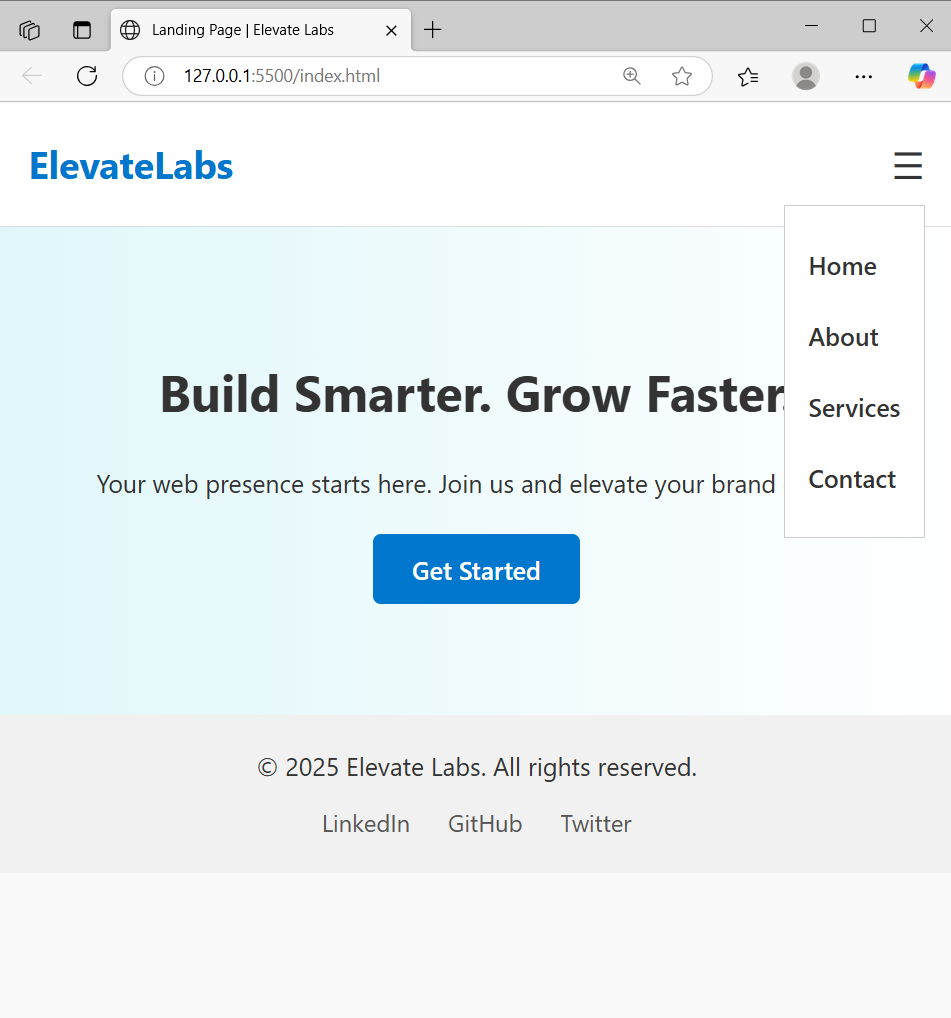 Landing Page | Elevate Labs
127.0.0.1:5500/index.html
ElevateLabs
Home
About
Services
Contact
Build Smarter. Grow Faster.
Your web presence starts here. Join us and elevate your brand
Get Started
© 2025 Elevate Labs. All rights reserved.
LinkedIn GitHub Twitter